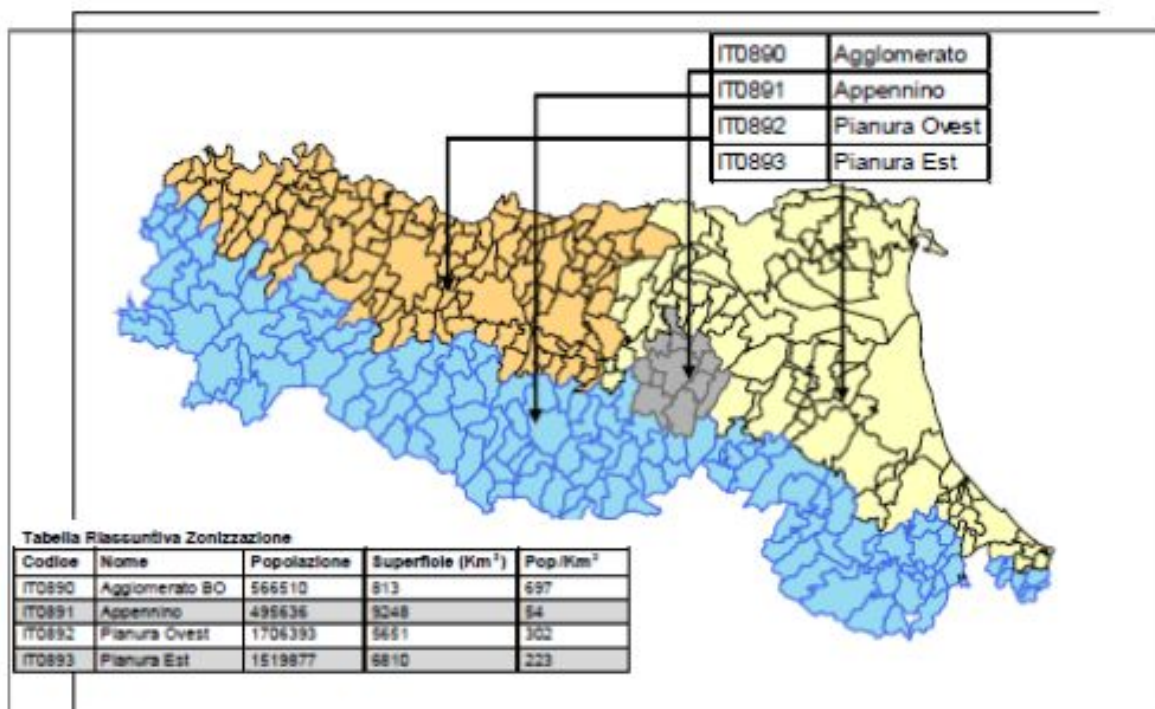 IT0890 Agglomerato
IT0891 Appennino
IT0892 Pianura Ovest
IT0893 Pianura Est
Tabella Riassuntiva Zonizzazione
Codice Nome Popolazione Superficie (Km²) Pop/Km²
IT0890 Agglomerato BO 566510 813 697
IT0891 Appennino 495636 9248 54
IT0892 Pianura Ovest 1706393 5651 302
IT0893 Pianura Est 1519877 6810 223